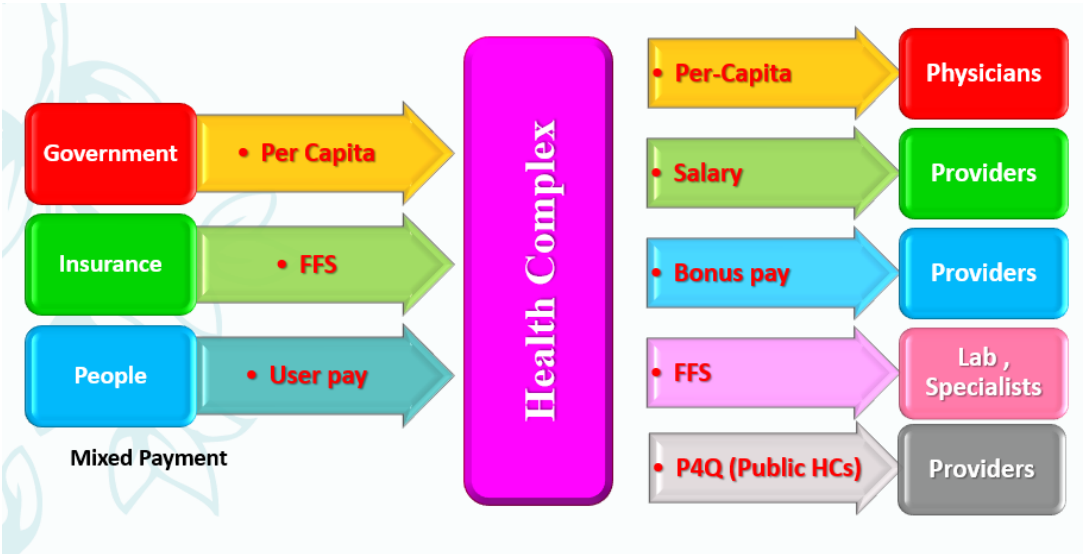 Government
• Per Capita
Insurance
• FFS
People
• User pay
Mixed Payment
Health Complex
• Per-Capita
Physicians
• Salary
Providers
• Bonus pay
Providers
• FFS
Lab ,
Specialists
• P4Q (Public HCs)
Providers